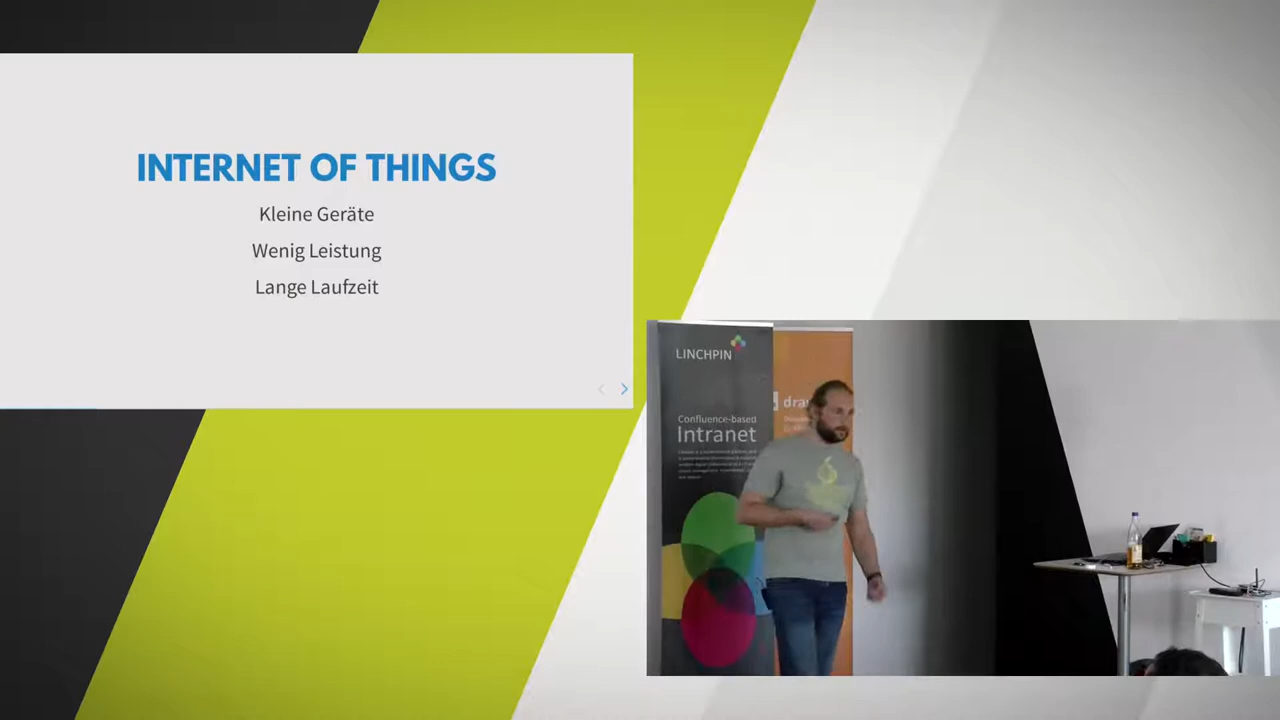 INTERNET OF THINGS
Kleine Geräte
Wenig Leistung
Lange Laufzeit
LINCHPIN
Confluence-based
Intranet